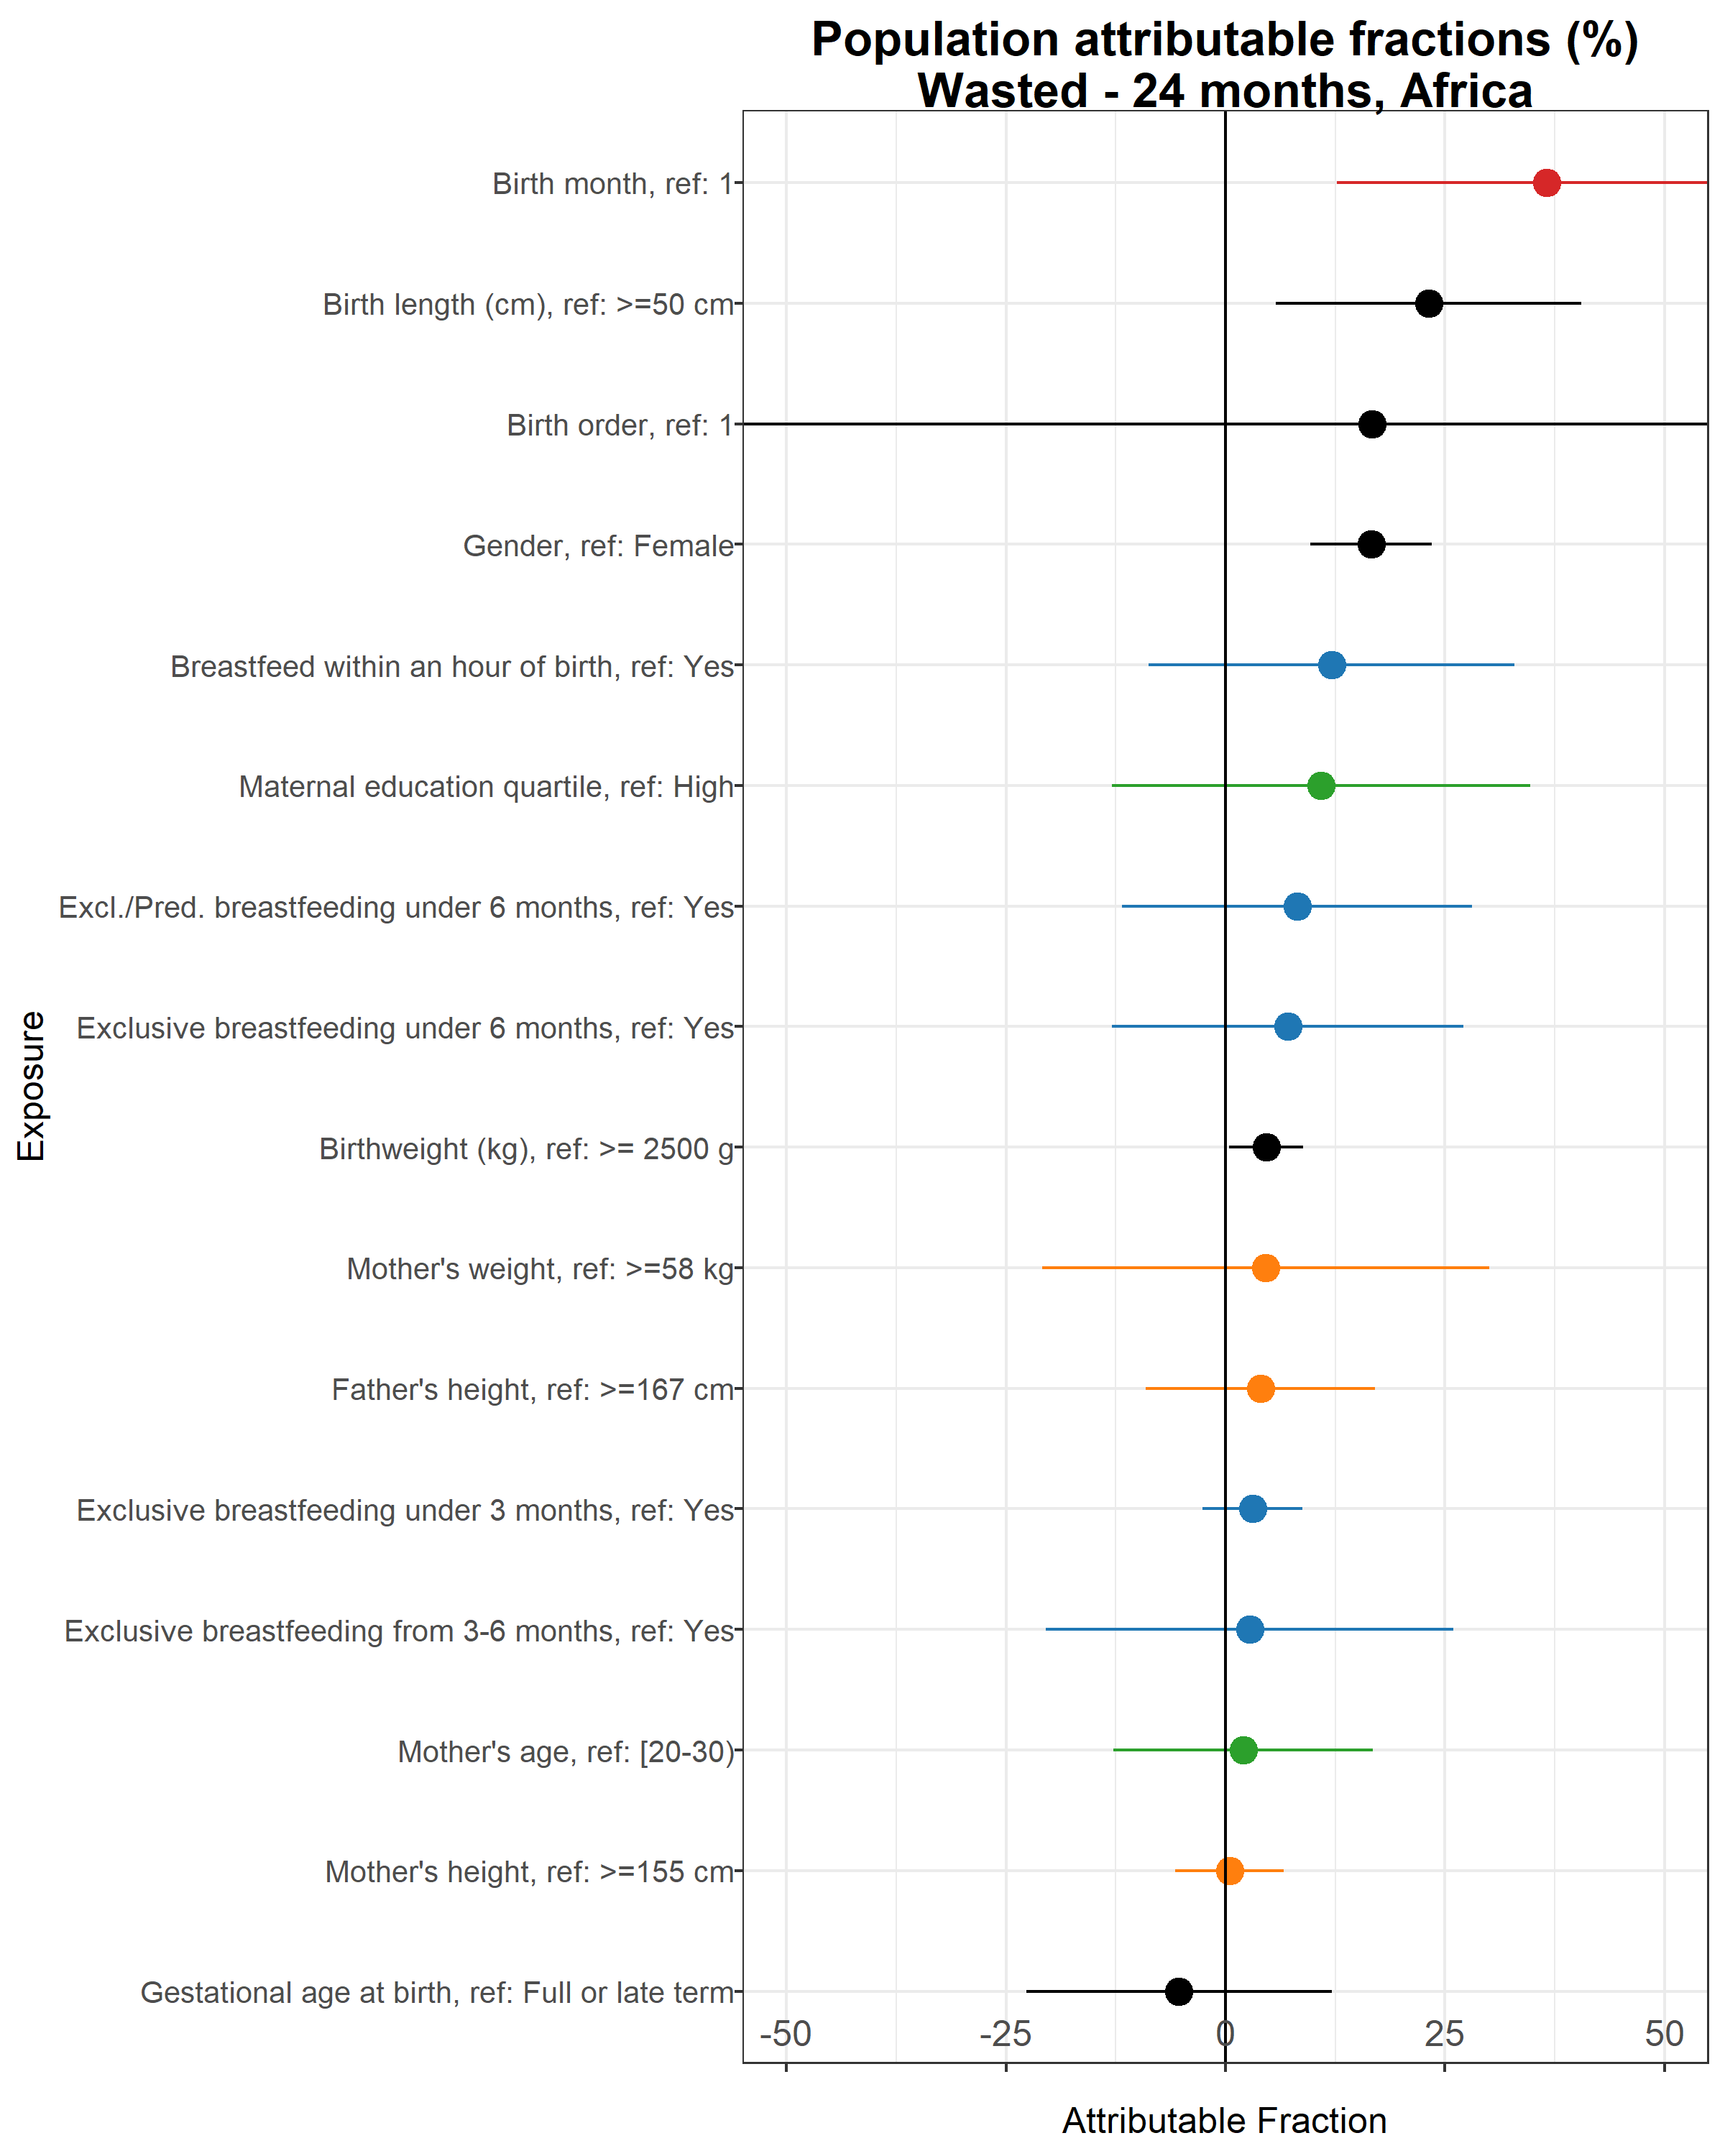 Population attributable fractions (%)
Wasted - 24 months, Africa
Birth month, ref: 1
Birth length (cm), ref: >=50 cm
Birth order, ref: 1
Gender, ref: Female
Breastfeed within an hour of birth, ref: Yes
Maternal education quartile, ref: High
Excl./Pred. breastfeeding under 6 months, ref: Yes
Exclusive breastfeeding under 6 months, ref: Yes
Exposure
Birthweight (kg), ref: >= 2500 g
Mother's weight, ref: >=58 kg
Father's height, ref: >=167 cm
Exclusive breastfeeding under 3 months, ref: Yes
Exclusive breastfeeding from 3-6 months, ref: Yes
Mother's age, ref: [20-30)
Mother's height, ref: >=155 cm
Gestational age at birth, ref: Full or late term
-50 -25 0 25 50
Attributable Fraction